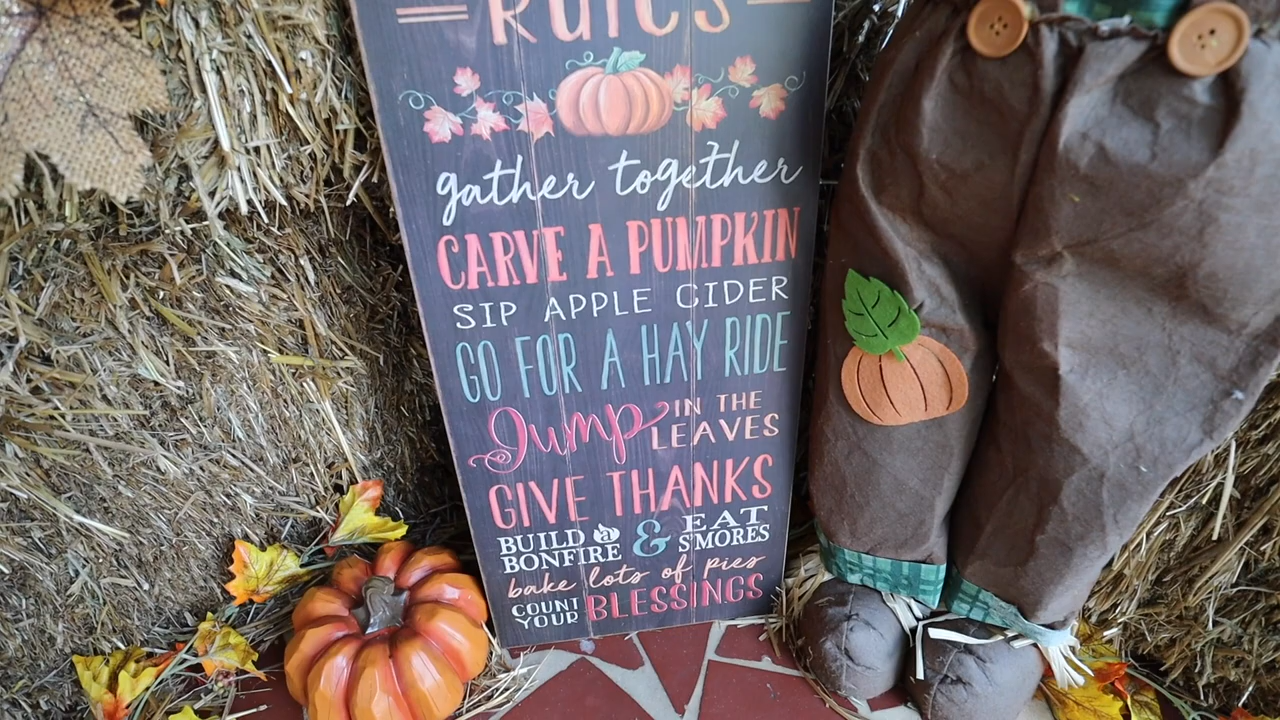 RULES
gather together
CARVE A PUMPKIN
SIP APPLE CIDER
GO FOR A HAY RIDE
Jump IN THE LEAVES
GIVE THANKS
BUILD a BONFIRE & EAT S'MORES
bake lots of pies
COUNT YOUR BLESSINGS